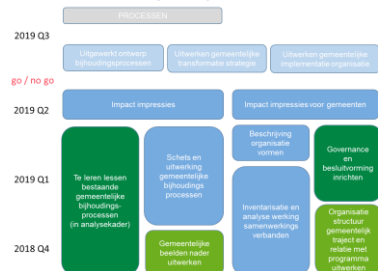 PROCESSEN
2019 Q3
Uitgewerkt ontwerp
bijhoudingsprocessen
Uitwerken gemeentelijke
transformatie strategie
Uitwerken gemeentelijke
implementatie organisatie
go / no go
2019 Q2
Impact impressies
Impact impressies voor gemeenten
2019 Q1
Te leren lessen
bestaande
gemeentelijke
bijhoudings-
processen
(in analysekader)
Schets en
uitwerking
gemeentelijke
bijhoudings
processen
Beschrijving
organisatie
vormen
Governance
en
besluitvorming
inrichten
Inventarisatie en
analyse werking
samenwerkings
verbanden
2018 Q4
Gemeentelijke
beelden nader
uitwerken
Organisatie
structuur
gemeentelijk
traject en
relatie met
programma
uitwerken